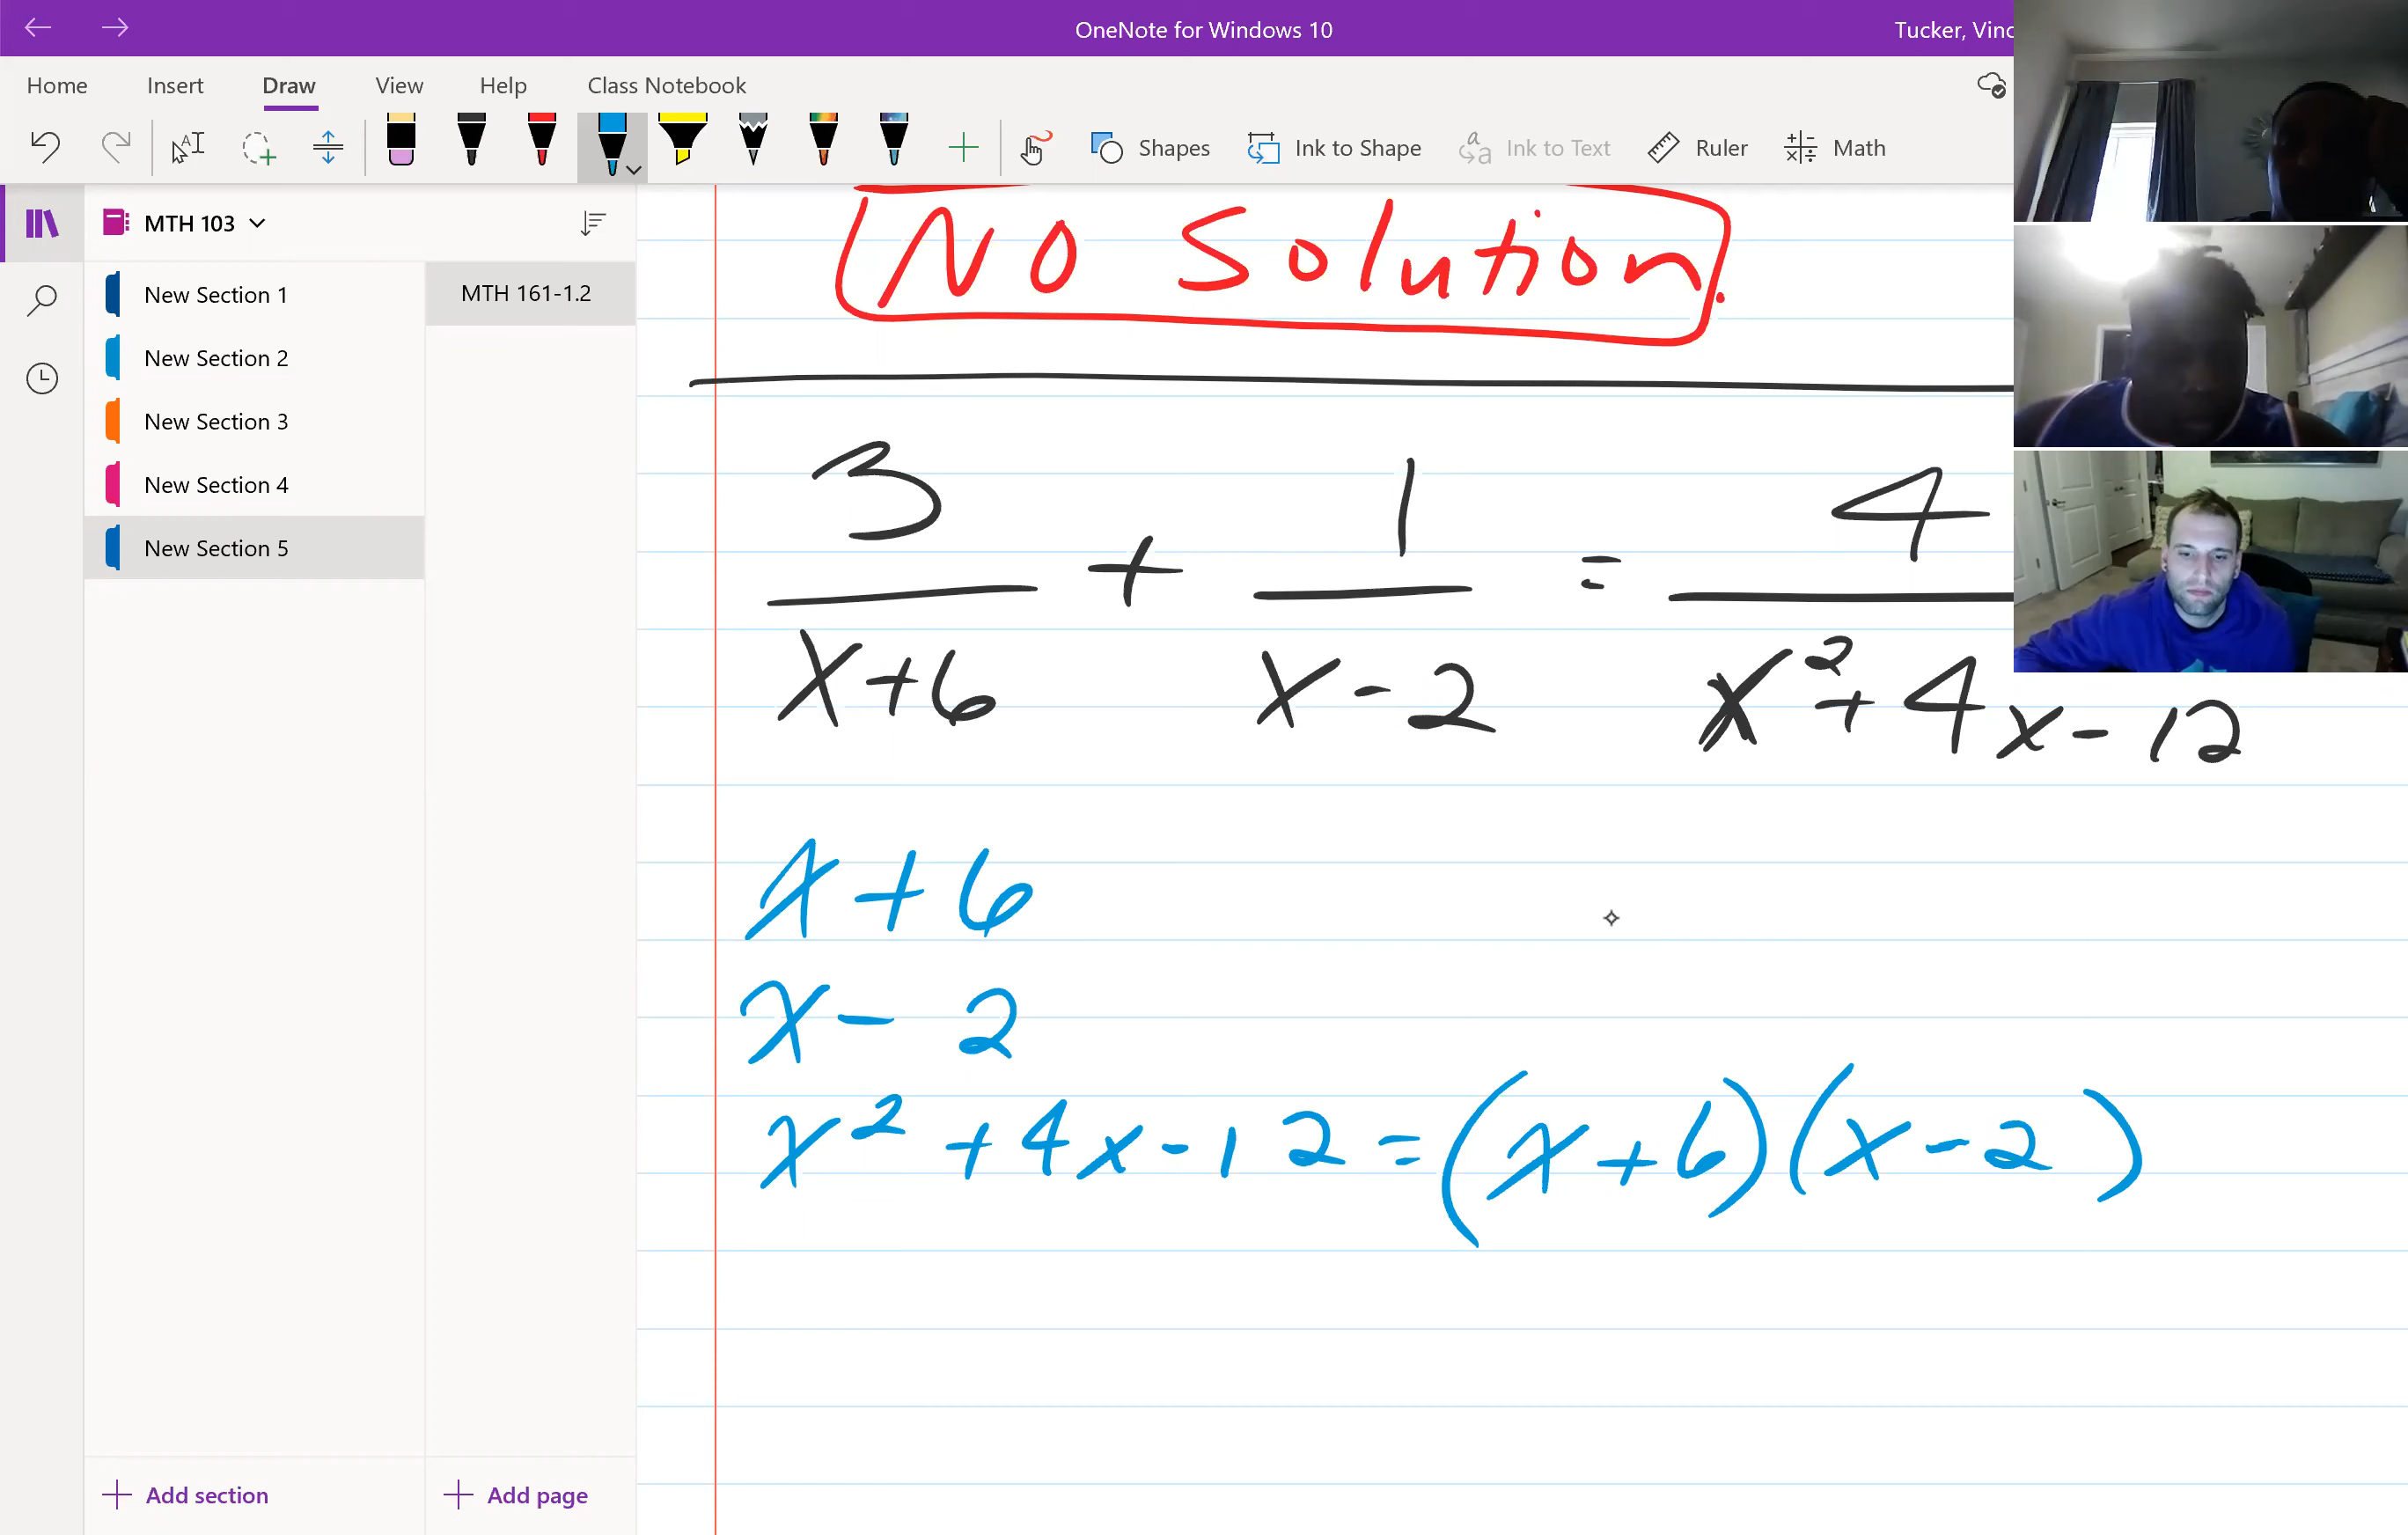 OneNote for Windows 10
Tucker, Vinc
Home Insert Draw View Help Class Notebook
Shapes Ink to Shape Ink to Text Ruler Math
MTH 103
New Section 1
New Section 2
New Section 3
New Section 4
New Section 5
Add section
MTH 161-1.2
Add page
No Solution.
3 1 4
+ =
x+6 x-2 x²+4x-12
x+6
x-2
x²+4x-12=(x+6)(x-2)